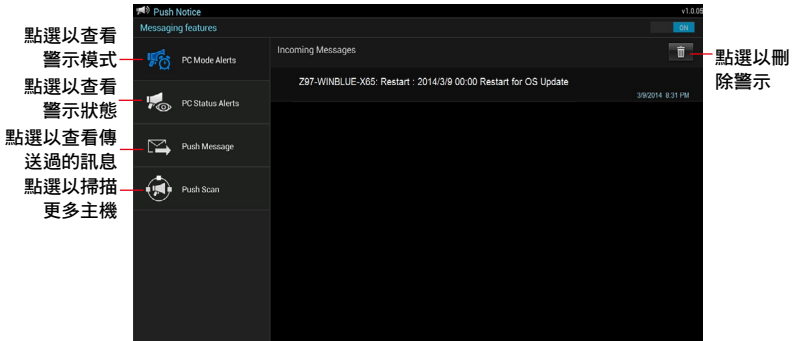 Push Notice
v1.0.05
Messaging features
ON
點選以查看
警示模式
PC Mode Alerts
Incoming Messages
點選以刪
除警示
Z97-WINBLUE-X65: Restart : 2014/3/9 00:00 Restart for OS Update
3/9/2014 8:31 PM
點選以查看
警示狀態
PC Status Alerts
點選以查看傳
送過的訊息
Push Message
點選以掃描
更多主機
Push Scan